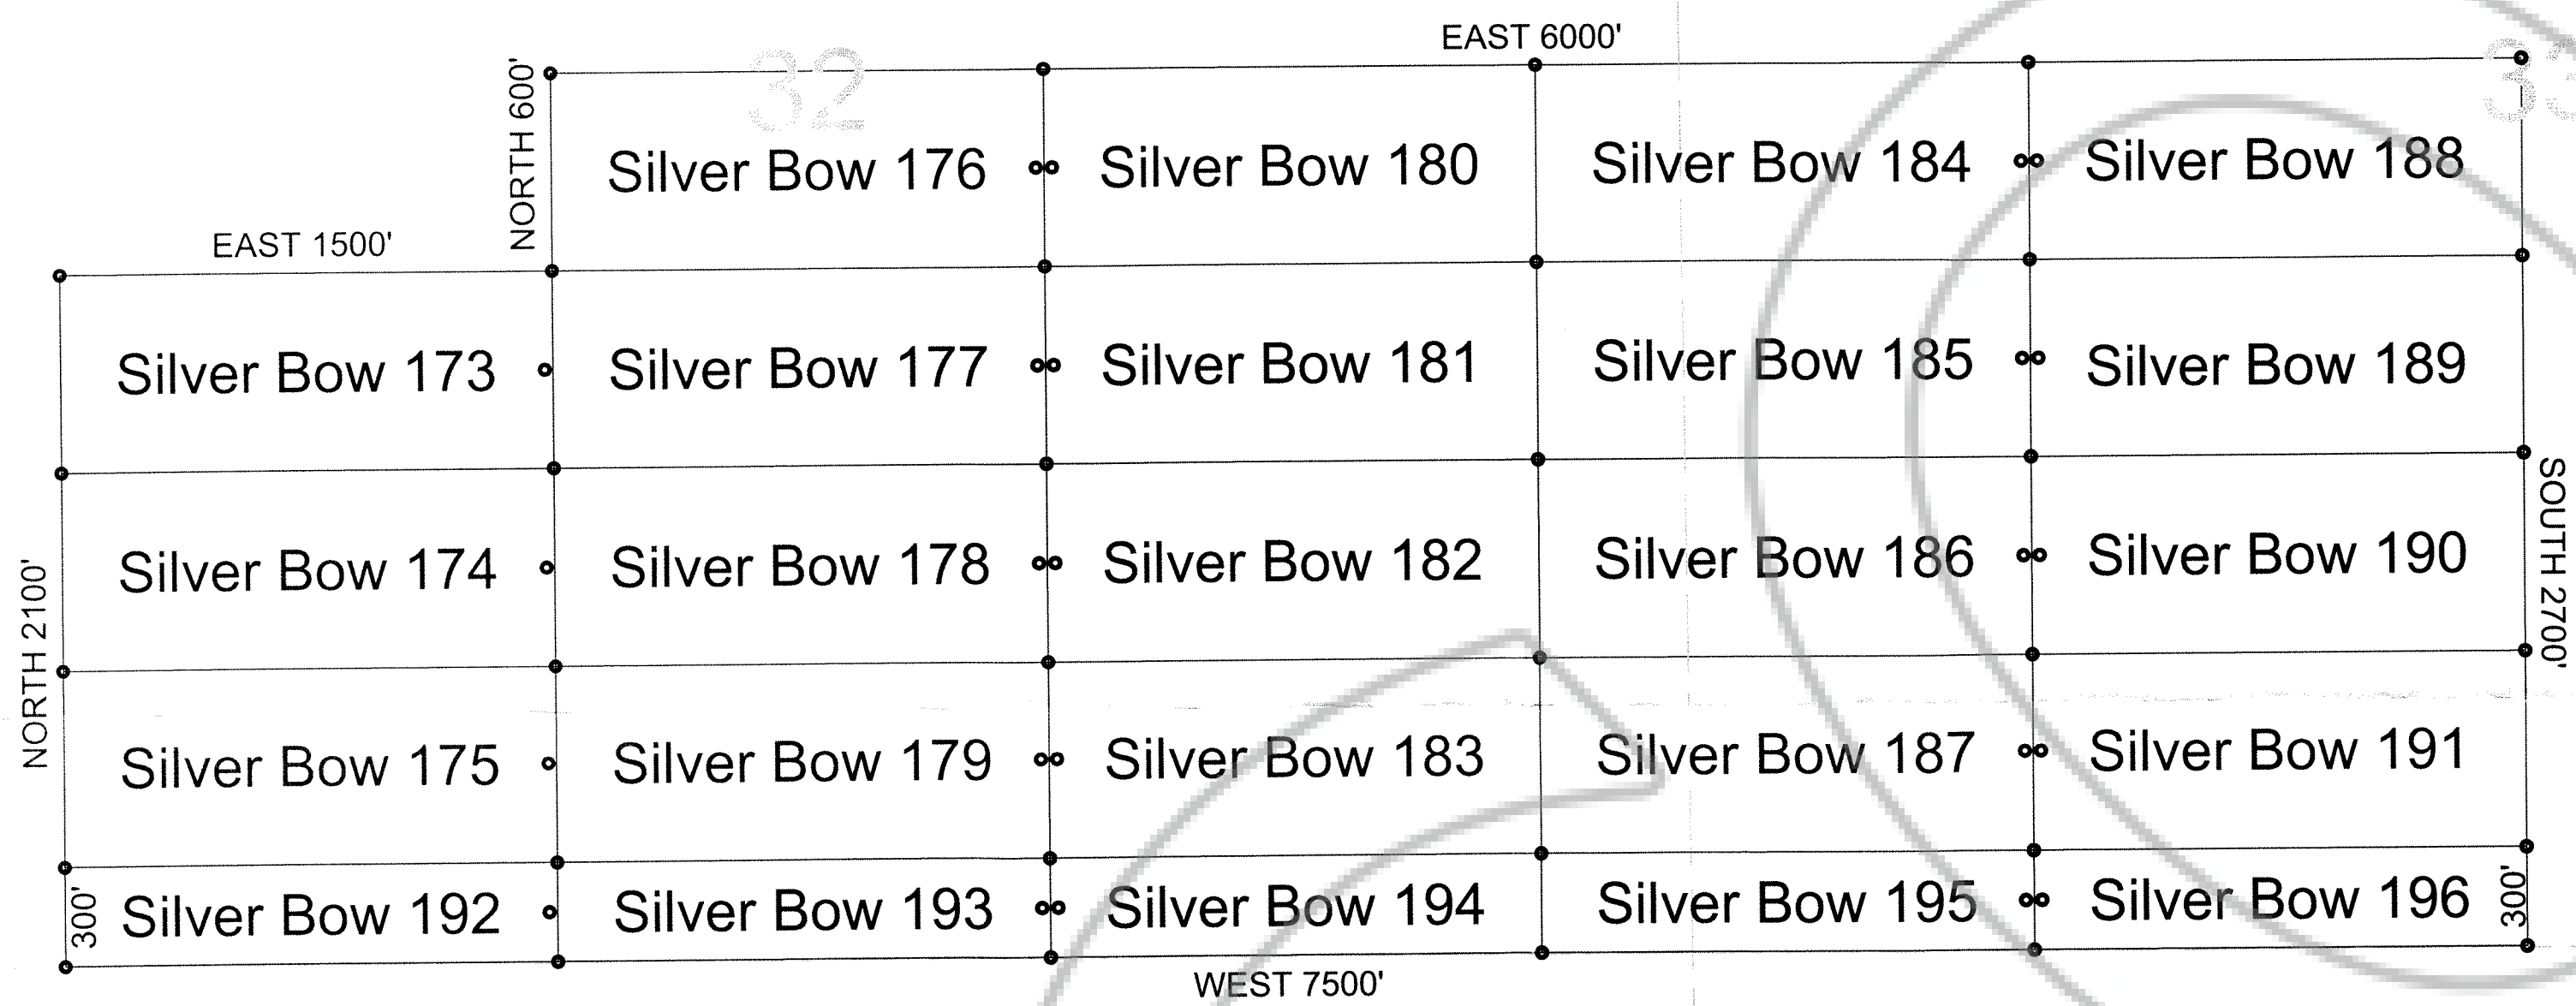 EAST 6000'
32
33
NORTH 600'
Silver Bow 176
Silver Bow 180
Silver Bow 184
Silver Bow 188
EAST 1500'
Silver Bow 173
Silver Bow 177
Silver Bow 181
Silver Bow 185
Silver Bow 189
Silver Bow 174
Silver Bow 178
Silver Bow 182
Silver Bow 186
Silver Bow 190
SOUTH 2700'
NORTH 2100'
Silver Bow 175
Silver Bow 179
Silver Bow 183
Silver Bow 187
Silver Bow 191
300'
Silver Bow 192
Silver Bow 193
Silver Bow 194
Silver Bow 195
Silver Bow 196
300'
WEST 7500'